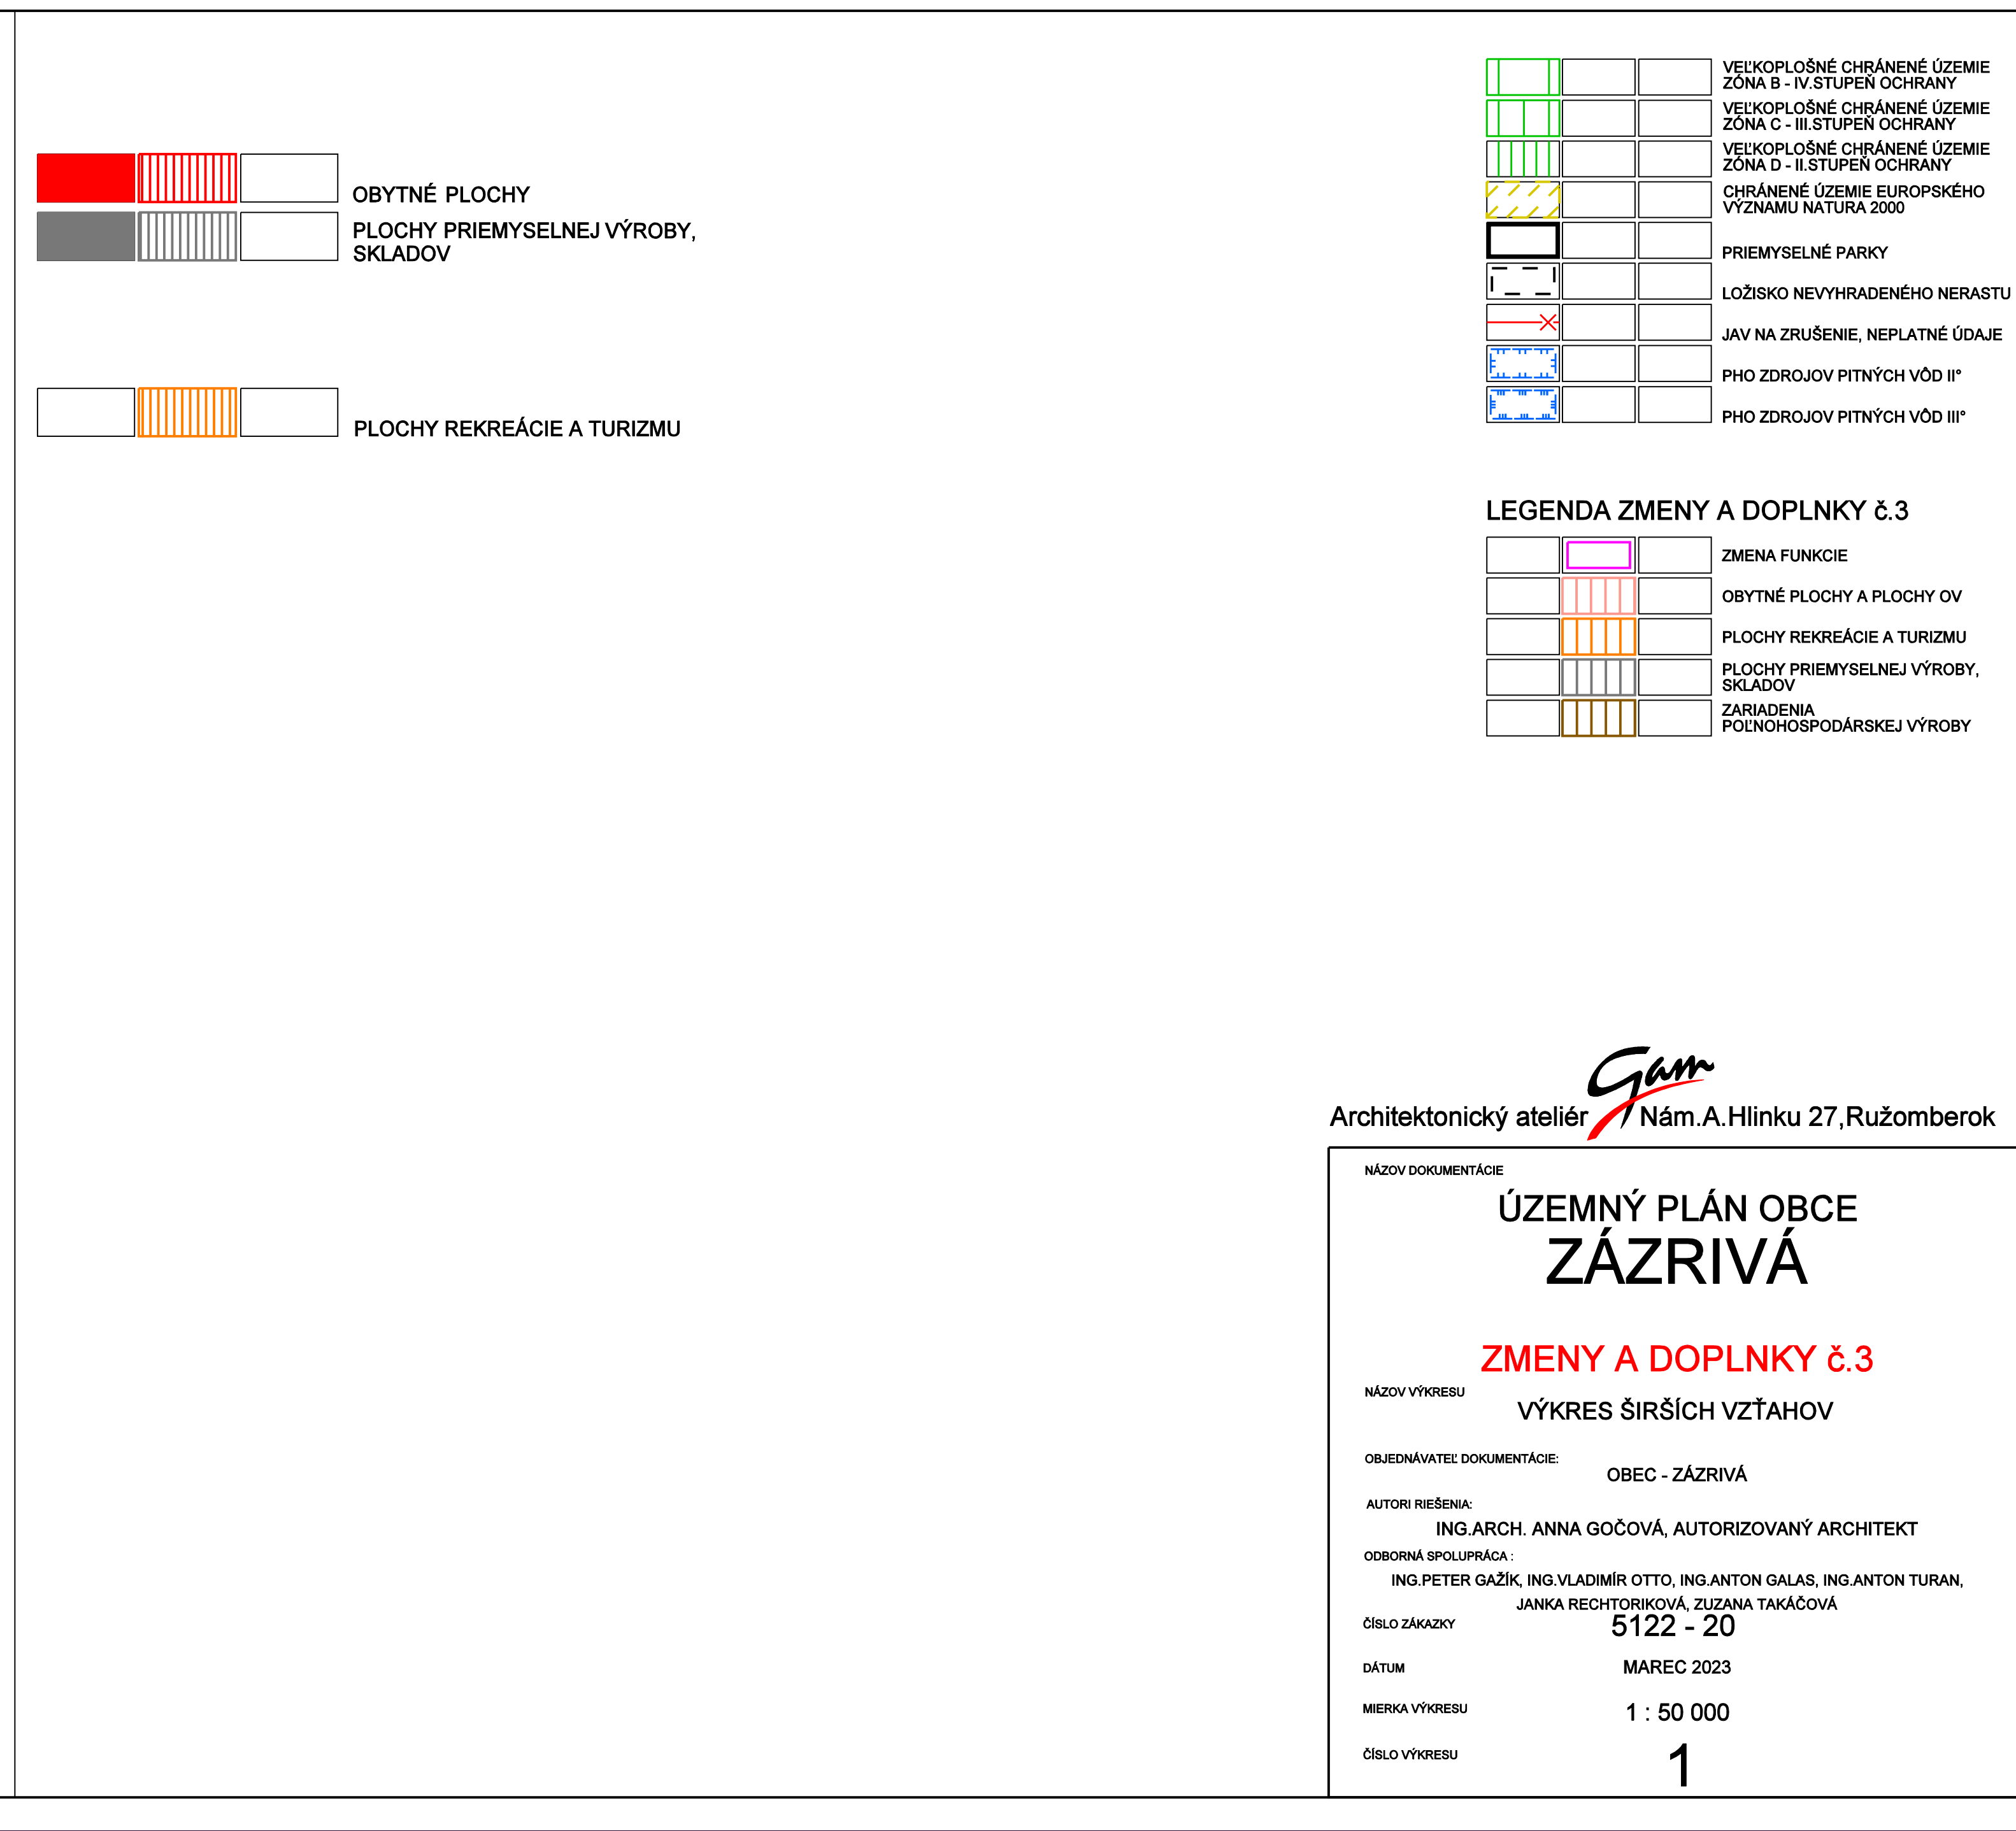 OBYTNÉ PLOCHY
PLOCHY PRIEMYSELNEJ VÝROBY,
SKLADOV
PLOCHY REKREÁCIE A TURIZMU
VEĽKOPLOŠNÉ CHRÁNENÉ ÚZEMIE
ZÓNA B - IV.STUPEŇ OCHRANY
VEĽKOPLOŠNÉ CHRÁNENÉ ÚZEMIE
ZÓNA C - III.STUPEŇ OCHRANY
VEĽKOPLOŠNÉ CHRÁNENÉ ÚZEMIE
ZÓNA D - II.STUPEŇ OCHRANY
CHRÁNENÉ ÚZEMIE EUROPSKÉHO
VÝZNAMU NATURA 2000
PRIEMYSELNÉ PARKY
LOŽISKO NEVYHRADENÉHO NERASTU
JAV NA ZRUŠENIE, NEPLATNÉ ÚDAJE
PHO ZDROJOV PITNÝCH VÔD II°
PHO ZDROJOV PITNÝCH VÔD III°
LEGENDA ZMENY A DOPLNKY č.3
ZMENA FUNKCIE
OBYTNÉ PLOCHY A PLOCHY OV
PLOCHY REKREÁCIE A TURIZMU
PLOCHY PRIEMYSELNEJ VÝROBY,
SKLADOV
ZARIADENIA
POĽNOHOSPODÁRSKEJ VÝROBY
Architektonický ateliér Gam Nám.A.Hlinku 27,Ružomberok
NÁZOV DOKUMENTÁCIE
ÚZEMNÝ PLÁN OBCE
ZÁZRIVÁ
ZMENY A DOPLNKY č.3
NÁZOV VÝKRESU
VÝKRES ŠIRŠÍCH VZŤAHOV
OBJEDNÁVATEĽ DOKUMENTÁCIE:
OBEC - ZÁZRIVÁ
AUTORI RIEŠENIA:
ING.ARCH. ANNA GOČOVÁ, AUTORIZOVANÝ ARCHITEKT
ODBORNÁ SPOLUPRÁCA :
ING.PETER GAŽÍK, ING.VLADIMÍR OTTO, ING.ANTON GALAS, ING.ANTON TURAN,
JANKA RECHTORIKOVÁ, ZUZANA TAKÁČOVÁ
ČÍSLO ZÁKAZKY 5122 - 20
DÁTUM MAREC 2023
MIERKA VÝKRESU 1 : 50 000
ČÍSLO VÝKRESU 1